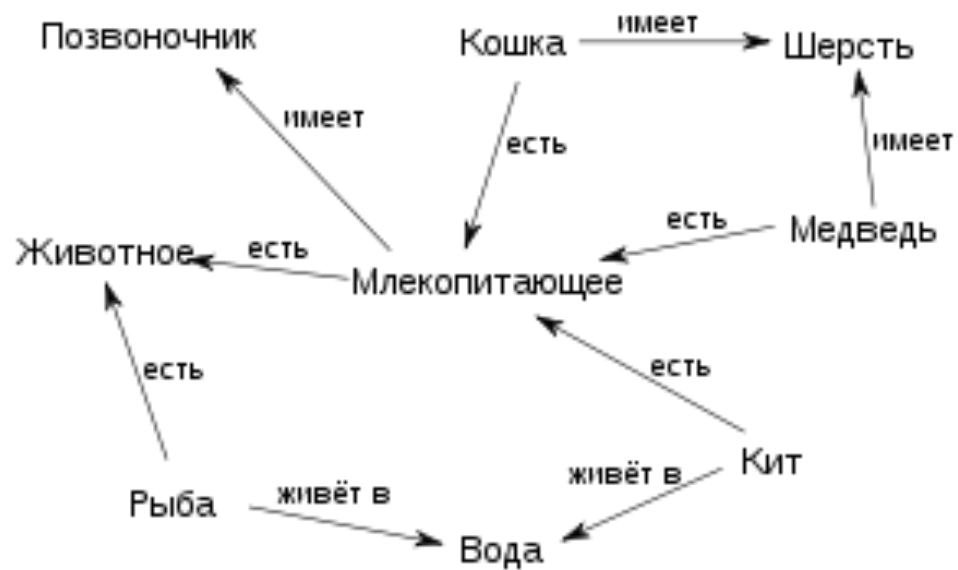 Позвоночник
Кошка
имеет
Шерсть
имеет
есть
имеет
Животное
есть
Млекопитающее
есть
Медведь
есть
есть
Рыба
живёт в
Вода
живёт в
Кит